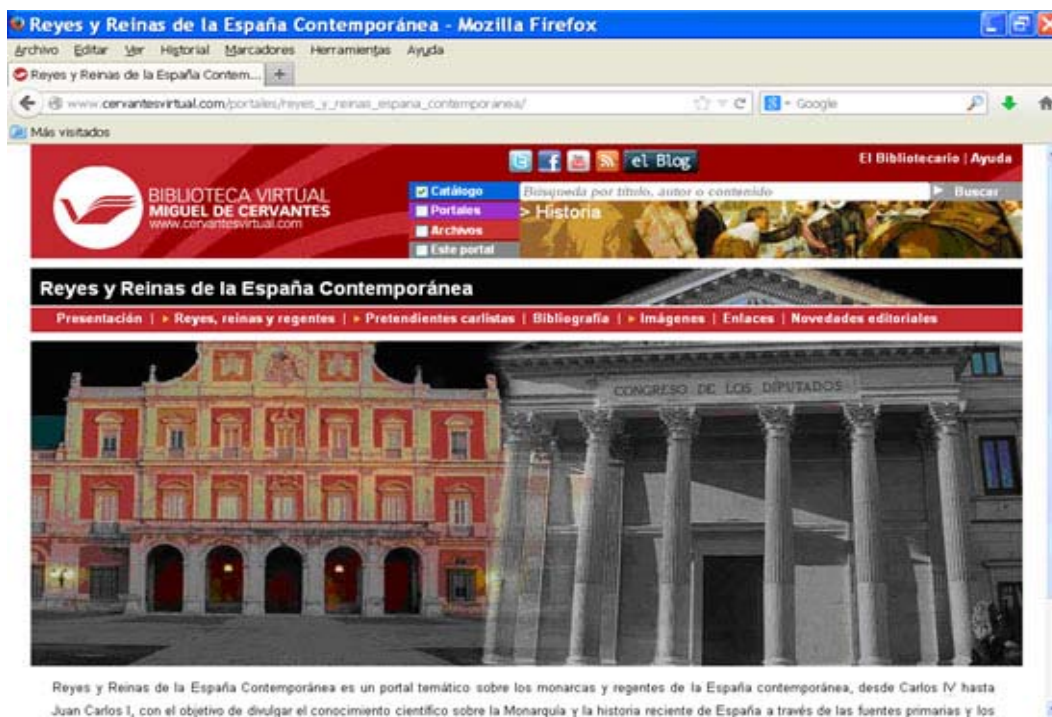 Reyes y Reinas de la España Contemporánea - Mozilla Firefox
Archivo Editar Ver Historial Marcadores Herramientas Ayuda
Reyes y Reinas de la España Contem... +
www.cervantesvirtual.com/portales/reyes_y_reinas_espana_contemporanea/ Google
Más visitados
el Blog El Bibliotecario | Ayuda
BIBLIOTECA VIRTUAL
MIGUEL DE CERVANTES
www.cervantesvirtual.com
Catálogo Búsqueda por título, autor o contenido Buscar
Portales > Historia
Archivos
Este portal
Reyes y Reinas de la España Contemporánea
Presentación | Reyes, reinas y regentes | Pretendientes carlistas | Bibliografía | Imágenes | Enlaces | Novedades editoriales
CONGRESO DE LOS DIPUTADOS
Reyes y Reinas de la España Contemporánea es un portal temático sobre los monarcas y regentes de la España contemporánea, desde Carlos IV hasta
Juan Carlos I, con el objetivo de divulgar el conocimiento científico sobre la Monarquía y la historia reciente de España a través de las fuentes primarias y los